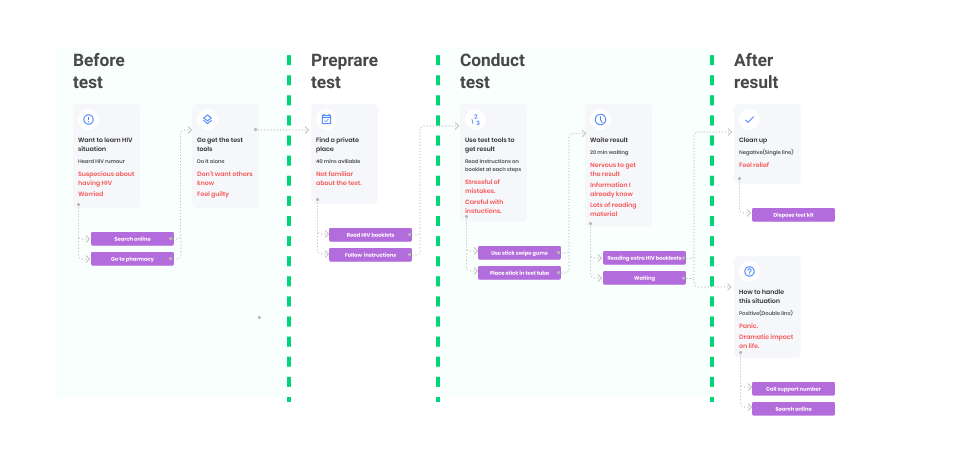 Before
test
Want to learn HIV
situation
Heard HIV rumour
Suspecious about
having HIV
Worried
Search online
Go to pharmacy
Go get the test
tools
Do it alone
Don't want others
know
Feel guilty
Preprare
test
Find a private
place
40 mins aviliable
Not familiar
about the test.
Read HIV booklets
Follow instructions
Conduct
test
1 2 3
Use test tools to
get result
Read instructions on
booklet at each steps
Stressful of
mistakes.
Careful with
instuctions.
Use stick swipe gums
Place stick in test tube
Waite result
20 min waiting
Nervous to get
the result
Information I
already know
Lots of reading
material
Reading extra HIV booklests
Waiting
After
result
Clean up
Negative(Single line)
Feel relief
Dispose test kit
How to handle
this situation
Positive(Double line)
Panic.
Dramatic impact
on life.
Call support number
Search online